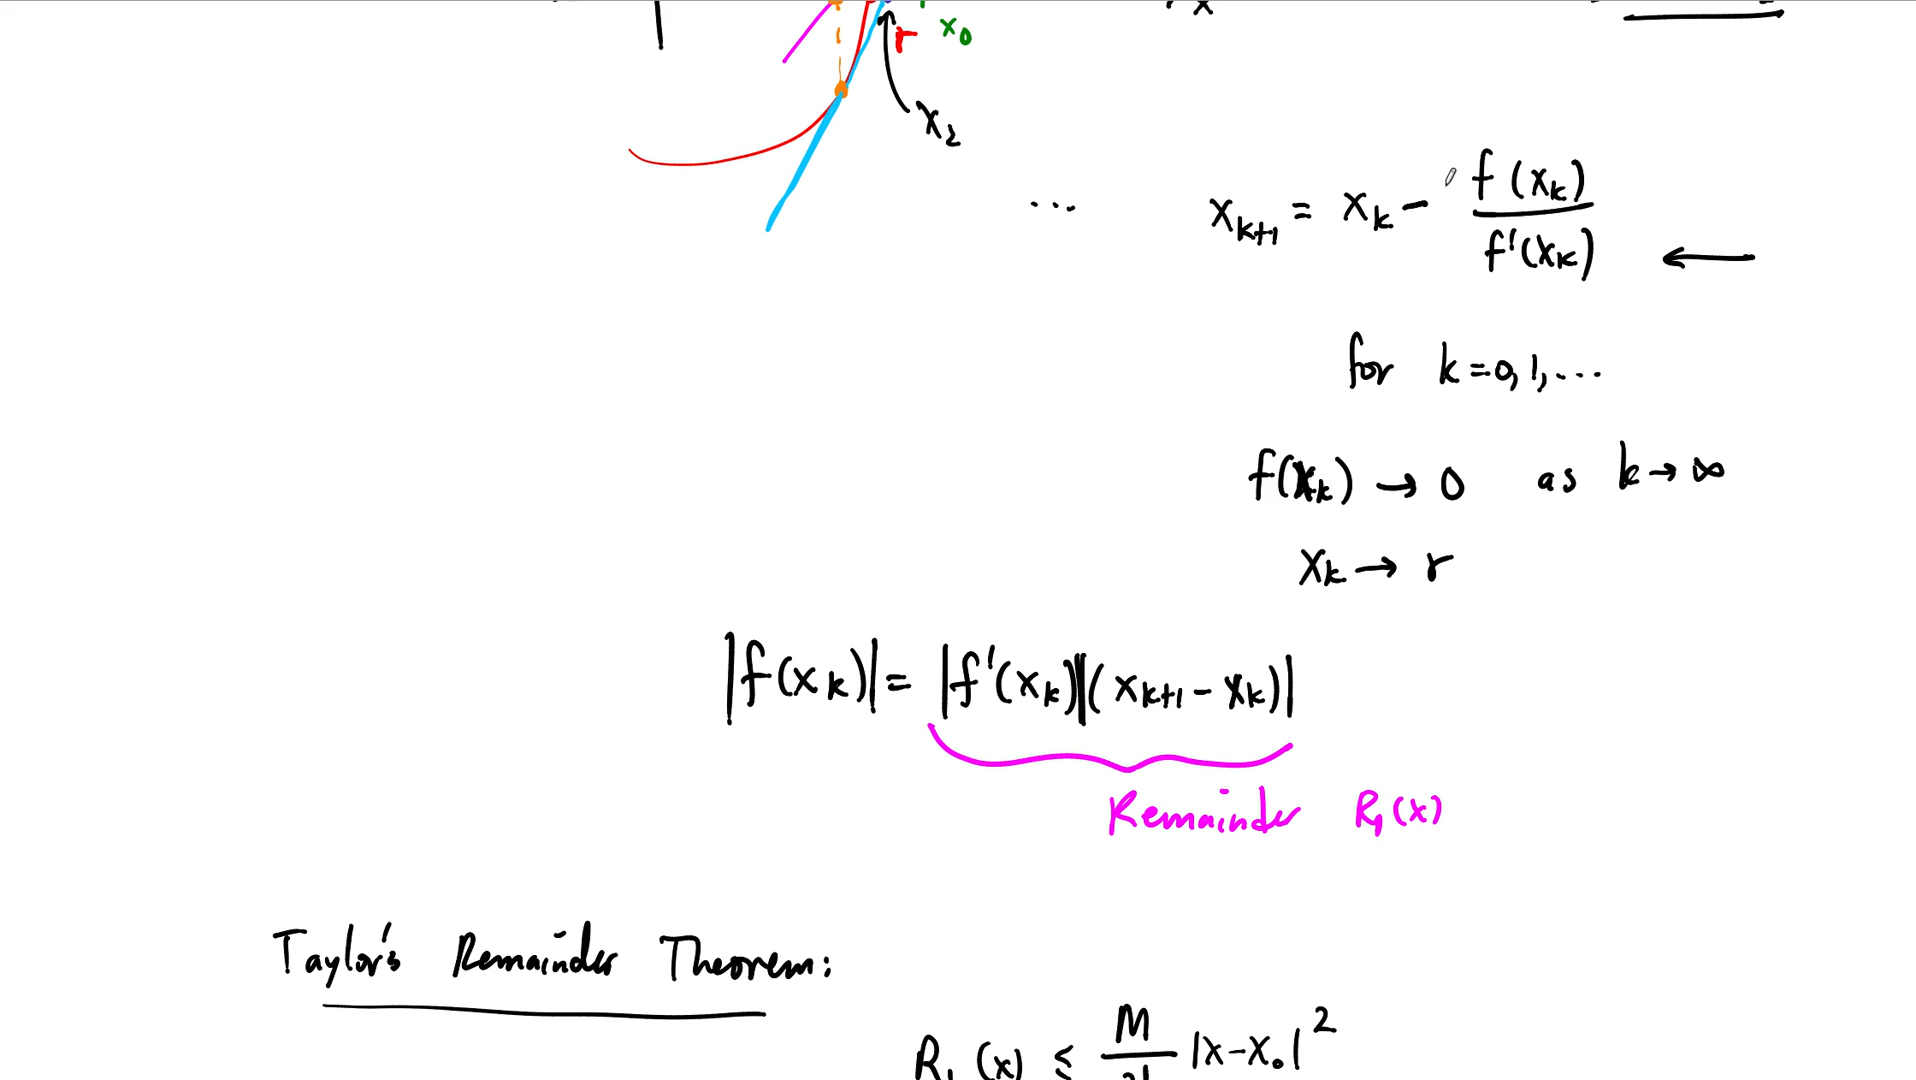 r x₀
x
x₂
... x_{k+1} = x_k - f(x_k) / f'(x_k) ←
for k=0,1,...
f(x_k) → 0 as k → ∞
x_k → r
|f(x_k)| = |f'(x_k)||(x_{k+1} - x_k)|
Remainder R₁(x)
Taylor's Remainder Theorem:
R₁(x) ≤ M |x-x₀|²